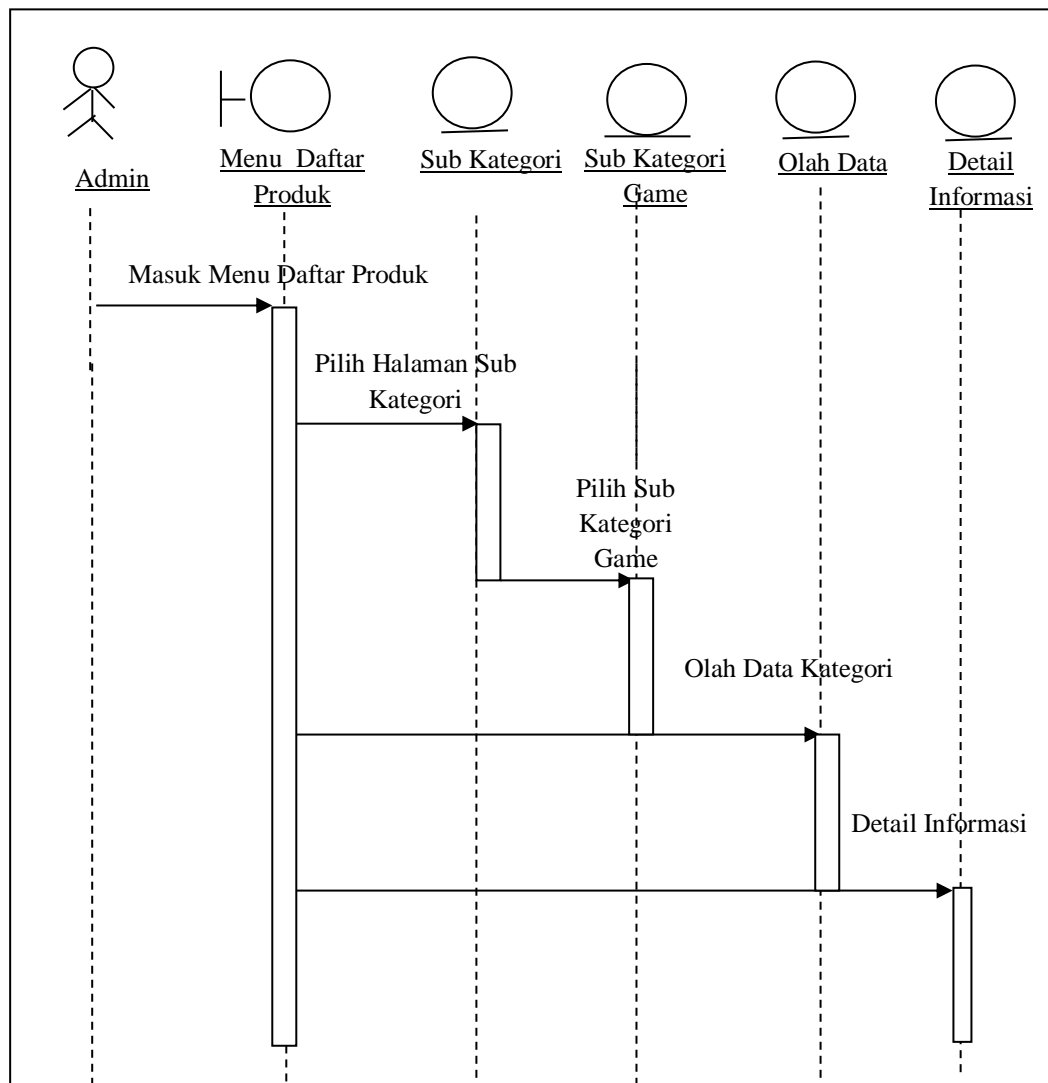 Admin
Menu Daftar
Produk
Sub Kategori
Sub Kategori
Game
Olah Data
Detail
Informasi
Masuk Menu Daftar Produk
Pilih Halaman Sub
Kategori
Pilih Sub
Kategori
Game
Olah Data Kategori
Detail Informasi